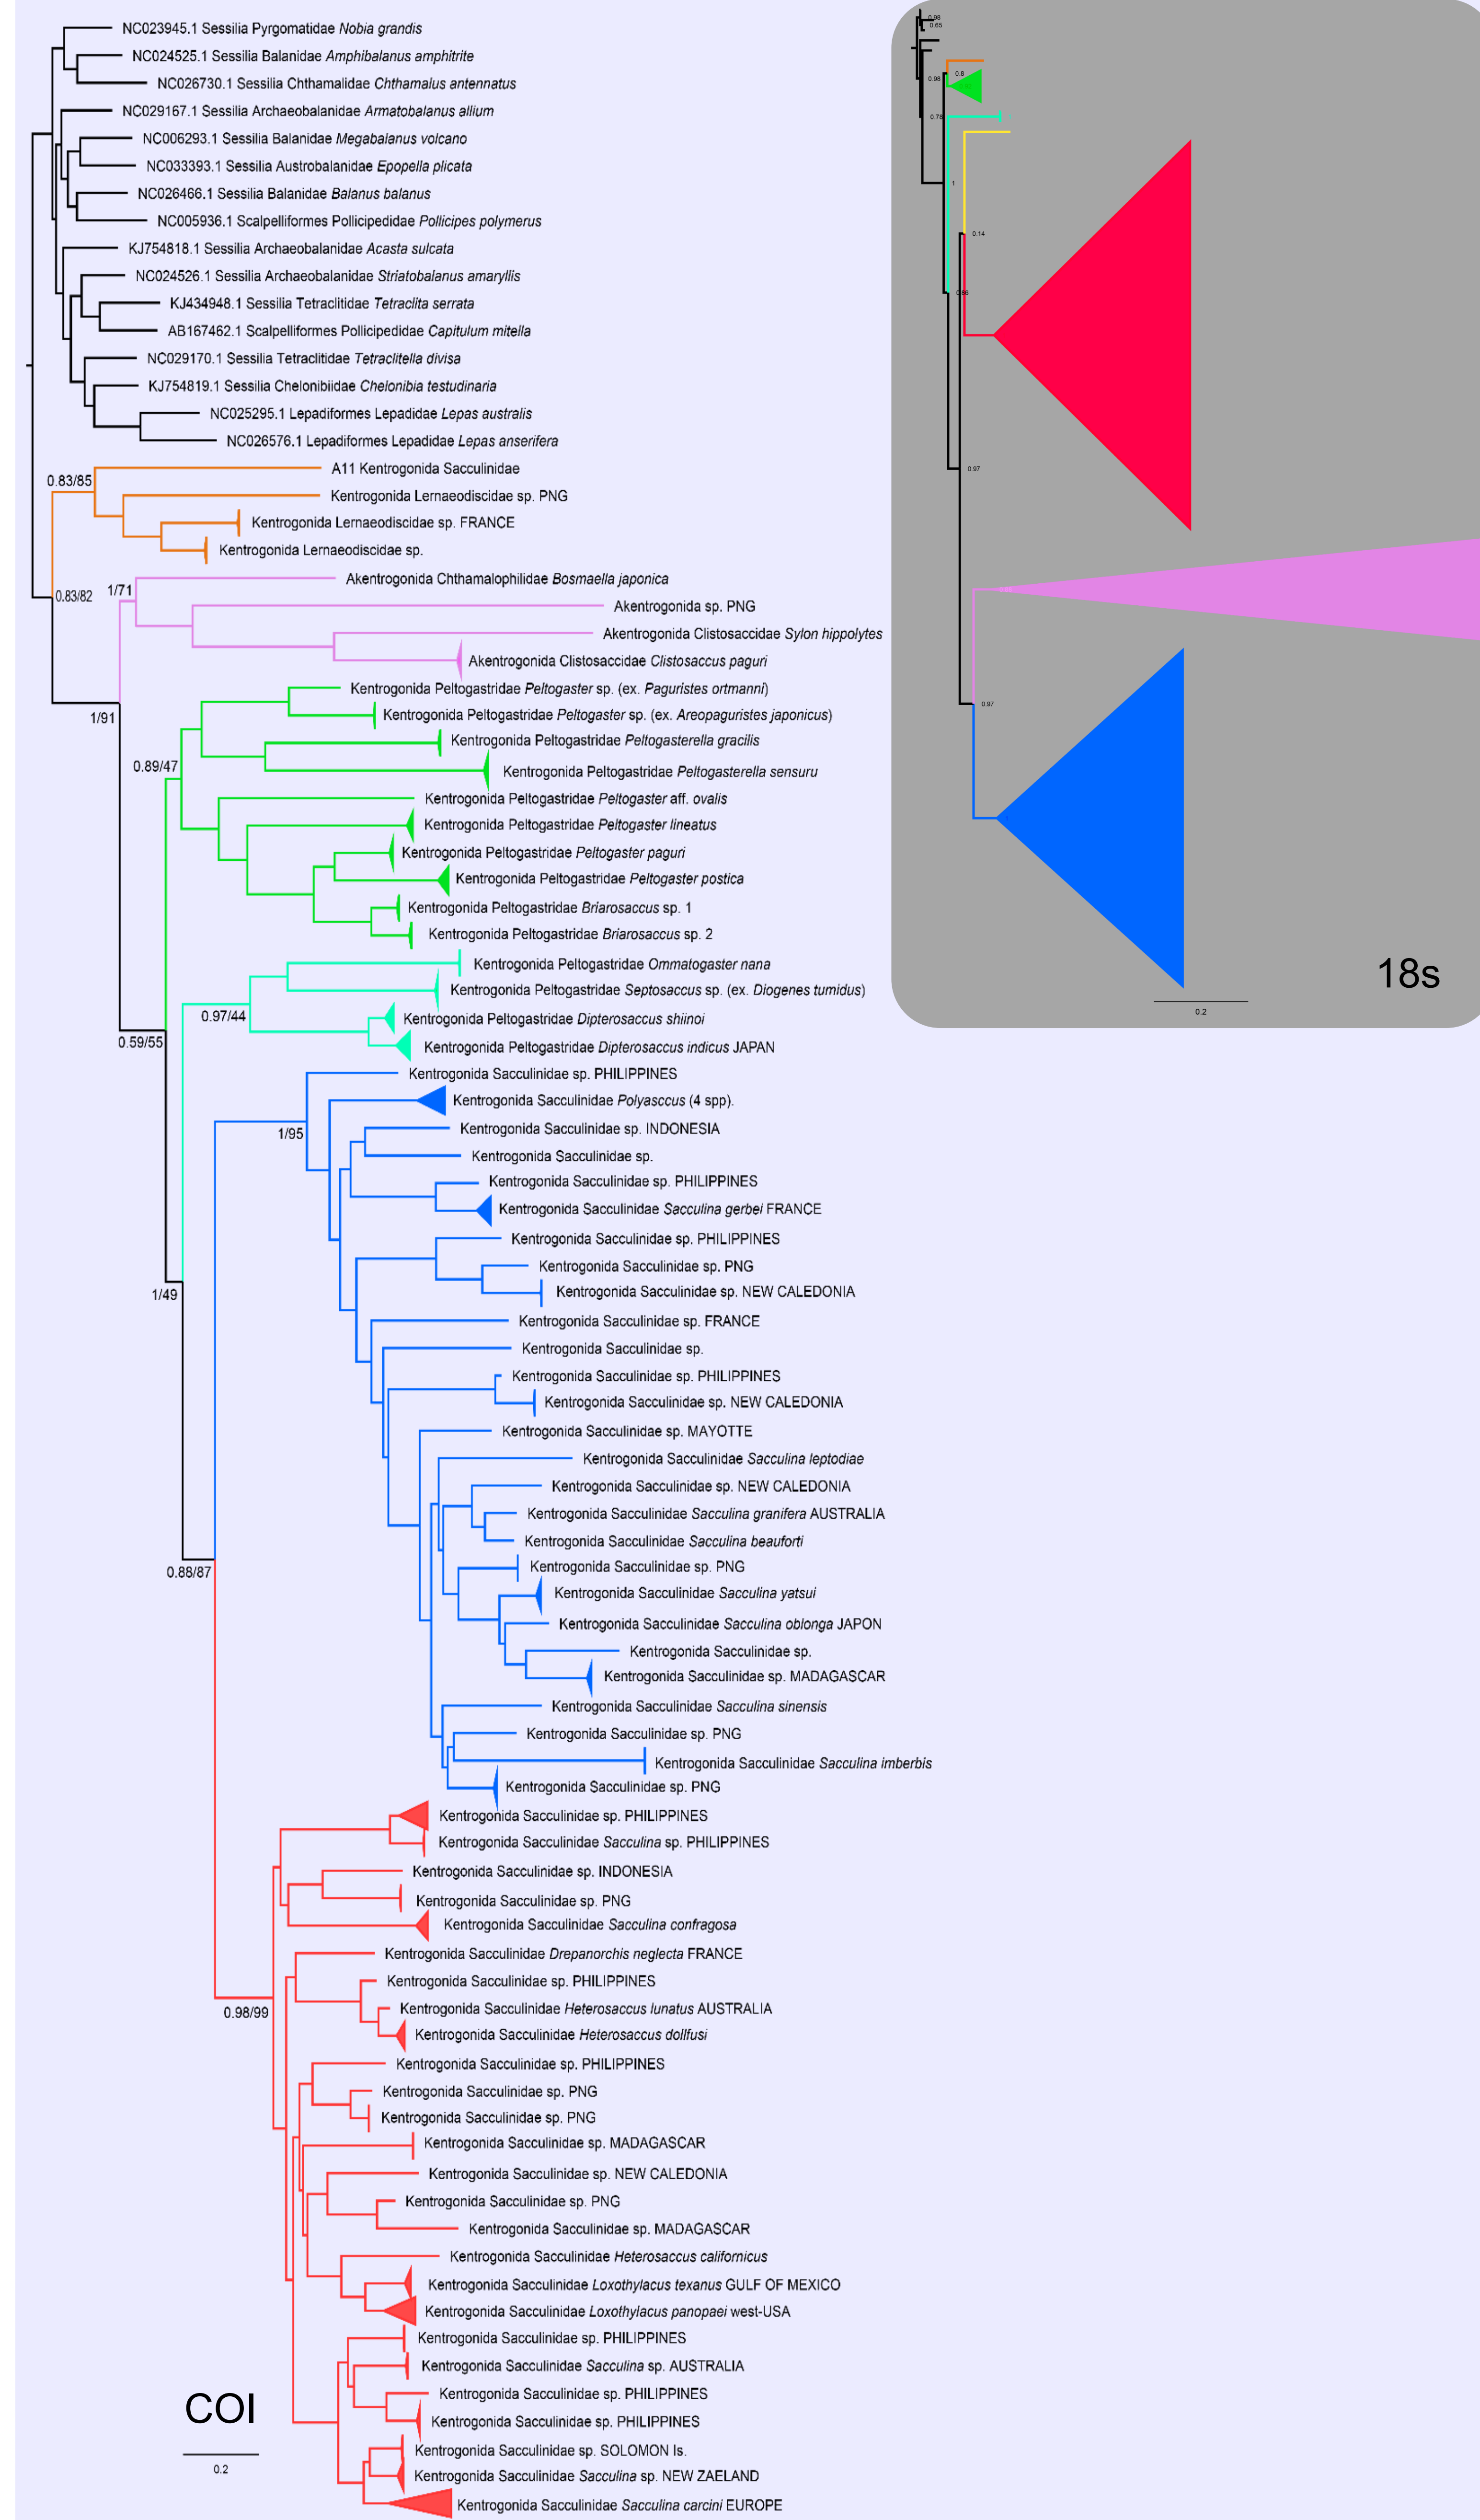 NC023945.1 Sessilia Pyrgomatidae Nobia grandis
NC024525.1 Sessilia Balanidae Amphibalanus amphitrite
NC026730.1 Sessilia Chthamalidae Chthamalus antennatus
NC029167.1 Sessilia Archaeobalanidae Armatobalanus allium
NC006293.1 Sessilia Balanidae Megabalanus volcano
NC033393.1 Sessilia Austrobalanidae Epopella plicata
NC026466.1 Sessilia Balanidae Balanus balanus
NC005936.1 Scalpelliformes Pollicipedidae Pollicipes polymerus
KJ754818.1 Sessilia Archaeobalanidae Acasta sulcata
NC024526.1 Sessilia Archaeobalanidae Striatobalanus amaryllis
KJ434948.1 Sessilia Tetraclitidae Tetraclita serrata
AB167462.1 Scalpelliformes Pollicipedidae Capitulum mitella
NC029170.1 Sessilia Tetraclitidae Tetraclitella divisa
KJ754819.1 Sessilia Chelonibiidae Chelonibia testudinaria
NC025295.1 Lepadiformes Lepadidae Lepas australis
NC026576.1 Lepadiformes Lepadidae Lepas anserifera
A11 Kentrogonida Sacculinidae
0.83/85
Kentrogonida Lernaeodiscidae sp. PNG
Kentrogonida Lernaeodiscidae sp. FRANCE
Kentrogonida Lernaeodiscidae sp.
Akentrogonida Chthamalophilidae Bosmaella japonica
1/71
0.83/82
Akentrogonida sp. PNG
Akentrogonida Clistosaccidae Sylon hippolytes
Akentrogonida Clistosaccidae Clistosaccus paguri
Kentrogonida Peltogastridae Peltogaster sp. (ex. Paguristes ortmanni)
1/91
Kentrogonida Peltogastridae Peltogaster sp. (ex. Areopaguristes japonicus)
Kentrogonida Peltogastridae Peltogasterella gracilis
0.89/47
Kentrogonida Peltogastridae Peltogasterella sensuru
Kentrogonida Peltogastridae Peltogaster aff. ovalis
Kentrogonida Peltogastridae Peltogaster lineatus
Kentrogonida Peltogastridae Peltogaster paguri
Kentrogonida Peltogastridae Peltogaster postica
Kentrogonida Peltogastridae Briarosaccus sp. 1
Kentrogonida Peltogastridae Briarosaccus sp. 2
Kentrogonida Peltogastridae Ommatogaster nana
Kentrogonida Peltogastridae Septosaccus sp. (ex. Diogenes tumidus)
0.97/44
Kentrogonida Peltogastridae Dipterosaccus shiinoi
0.59/55
Kentrogonida Peltogastridae Dipterosaccus indicus JAPAN
Kentrogonida Sacculinidae sp. PHILIPPINES
Kentrogonida Sacculinidae Polyasccus (4 spp).
1/95
Kentrogonida Sacculinidae sp. INDONESIA
Kentrogonida Sacculinidae sp.
Kentrogonida Sacculinidae sp. PHILIPPINES
Kentrogonida Sacculinidae Sacculina gerbei FRANCE
Kentrogonida Sacculinidae sp. PHILIPPINES
Kentrogonida Sacculinidae sp. PNG
1/49
Kentrogonida Sacculinidae sp. NEW CALEDONIA
Kentrogonida Sacculinidae sp. FRANCE
Kentrogonida Sacculinidae sp.
Kentrogonida Sacculinidae sp. PHILIPPINES
Kentrogonida Sacculinidae sp. NEW CALEDONIA
Kentrogonida Sacculinidae sp. MAYOTTE
Kentrogonida Sacculinidae Sacculina leptodiae
Kentrogonida Sacculinidae sp. NEW CALEDONIA
Kentrogonida Sacculinidae Sacculina granifera AUSTRALIA
Kentrogonida Sacculinidae Sacculina beauforti
0.88/87
Kentrogonida Sacculinidae sp. PNG
Kentrogonida Sacculinidae Sacculina yatsui
Kentrogonida Sacculinidae Sacculina oblonga JAPON
Kentrogonida Sacculinidae sp.
Kentrogonida Sacculinidae sp. MADAGASCAR
Kentrogonida Sacculinidae Sacculina sinensis
Kentrogonida Sacculinidae sp. PNG
Kentrogonida Sacculinidae Sacculina imberbis
Kentrogonida Sacculinidae sp. PNG
Kentrogonida Sacculinidae sp. PHILIPPINES
Kentrogonida Sacculinidae Sacculina sp. PHILIPPINES
Kentrogonida Sacculinidae sp. INDONESIA
Kentrogonida Sacculinidae sp. PNG
Kentrogonida Sacculinidae Sacculina confragosa
Kentrogonida Sacculinidae Drepanorchis neglecta FRANCE
Kentrogonida Sacculinidae sp. PHILIPPINES
0.98/99
Kentrogonida Sacculinidae Heterosaccus lunatus AUSTRALIA
Kentrogonida Sacculinidae Heterosaccus dollfusi
Kentrogonida Sacculinidae sp. PHILIPPINES
Kentrogonida Sacculinidae sp. PNG
Kentrogonida Sacculinidae sp. PNG
Kentrogonida Sacculinidae sp. MADAGASCAR
Kentrogonida Sacculinidae sp. NEW CALEDONIA
Kentrogonida Sacculinidae sp. PNG
Kentrogonida Sacculinidae sp. MADAGASCAR
Kentrogonida Sacculinidae Heterosaccus californicus
Kentrogonida Sacculinidae Loxothylacus texanus GULF OF MEXICO
Kentrogonida Sacculinidae Loxothylacus panopaei west-USA
Kentrogonida Sacculinidae sp. PHILIPPINES
Kentrogonida Sacculinidae Sacculina sp. AUSTRALIA
Kentrogonida Sacculinidae sp. PHILIPPINES
Kentrogonida Sacculinidae sp. PHILIPPINES
Kentrogonida Sacculinidae sp. SOLOMON Is.
Kentrogonida Sacculinidae Sacculina sp. NEW ZAELAND
Kentrogonida Sacculinidae Sacculina carcini EUROPE
COI
0.2
0.98
0.65
0.8
0.98
0.78
1
0.14
0.97
0.97
18s
0.2